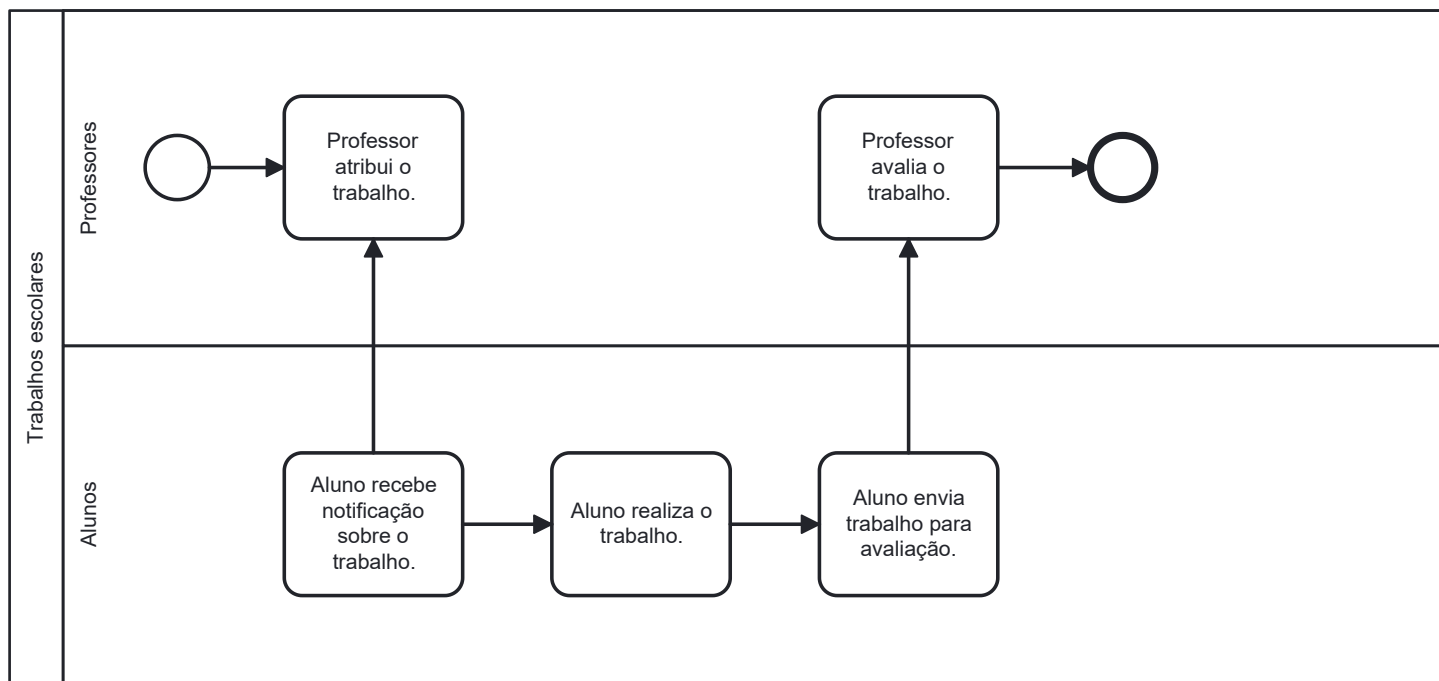 Trabalhos escolares
Professores
Professor
atribui o
trabalho.
Professor
avalia o
trabalho.
Alunos
Aluno recebe
notificação
sobre o
trabalho.
Aluno realiza o
trabalho.
Aluno envia
trabalho para
avaliação.